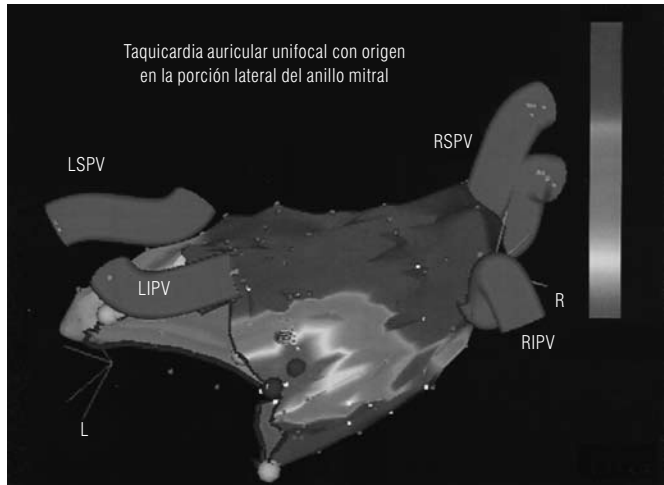 Taquicardia auricular unifocal con origen
en la porción lateral del anillo mitral
RSPV
LSPV
LIPV
R
RIPV
L